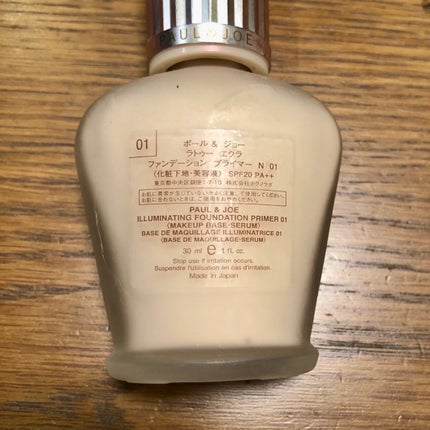 PAUL & JOE
01
ポール & ジョー
ラトゥー エクラ
ファンデーション プライマー N 01
〈化粧下地・美容液〉 SPF20 PA++
PAUL & JOE
ILLUMINATING FOUNDATION PRIMER 01
(MAKEUP BASE-SERUM)
BASE DE MAQUILLAGE ILLUMINATRICE 01
(BASE DE MAQUILLAGE-SERUM)
30 ml e 1 fl.oz.
Stop use if irritation occurs.
Suspendre l'utilisation en cas d'irritation.
Made in Japan